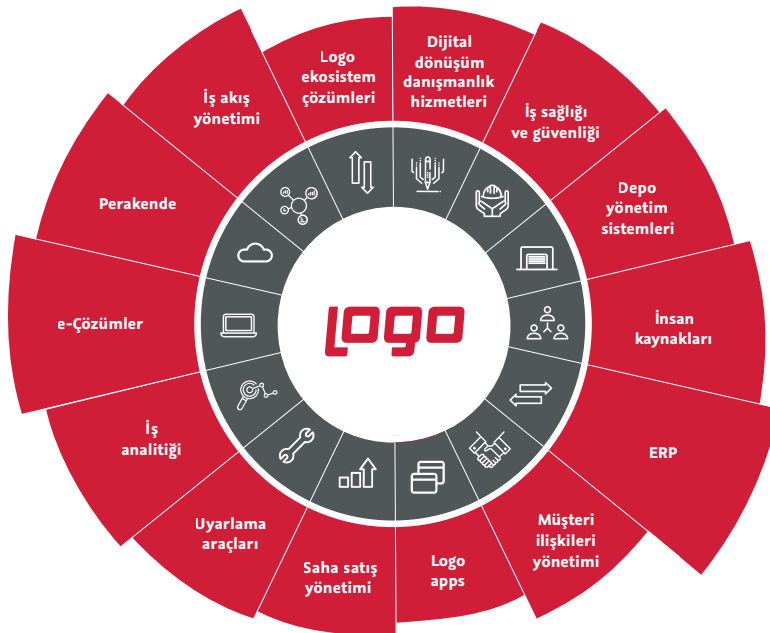 Logo
ekosistem
çözümleri
Dijital
dönüşüm
danışmanlık
hizmetleri
İş sağlığı
ve güvenliği
Depo
yönetim
sistemleri
İnsan
kaynakları
ERP
Müşteri
ilişkileri
yönetimi
Logo
apps
Saha satış
yönetimi
Uyarlama
araçları
İş
analitiği
e-Çözümler
Perakende
İş akış
yönetimi
LOGO